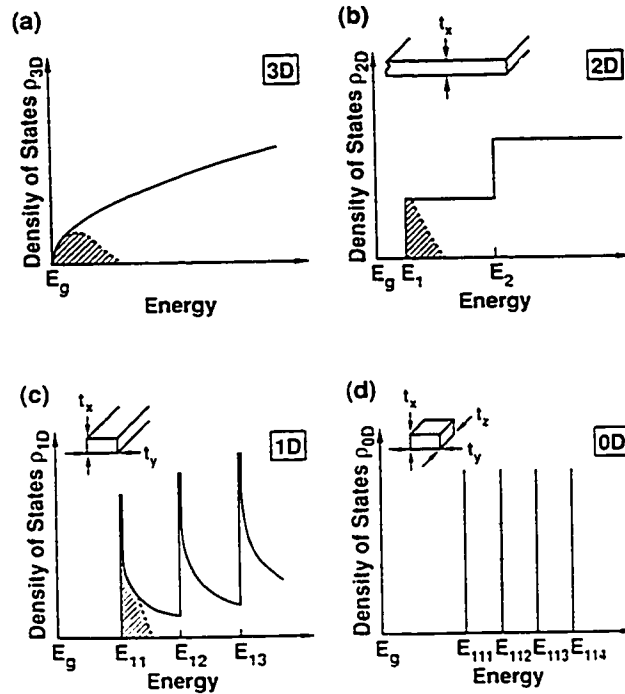 (a)
Density of States ρ3D
3D
Eg
Energy
(b)
tx
Density of States ρ2D
2D
Eg E1 E2
Energy
(c)
tx
ty
Density of States ρ1D
1D
Eg E11 E12 E13
Energy
(d)
tx
tz
ty
Density of States ρ0D
0D
Eg E111 E112 E113 E114
Energy